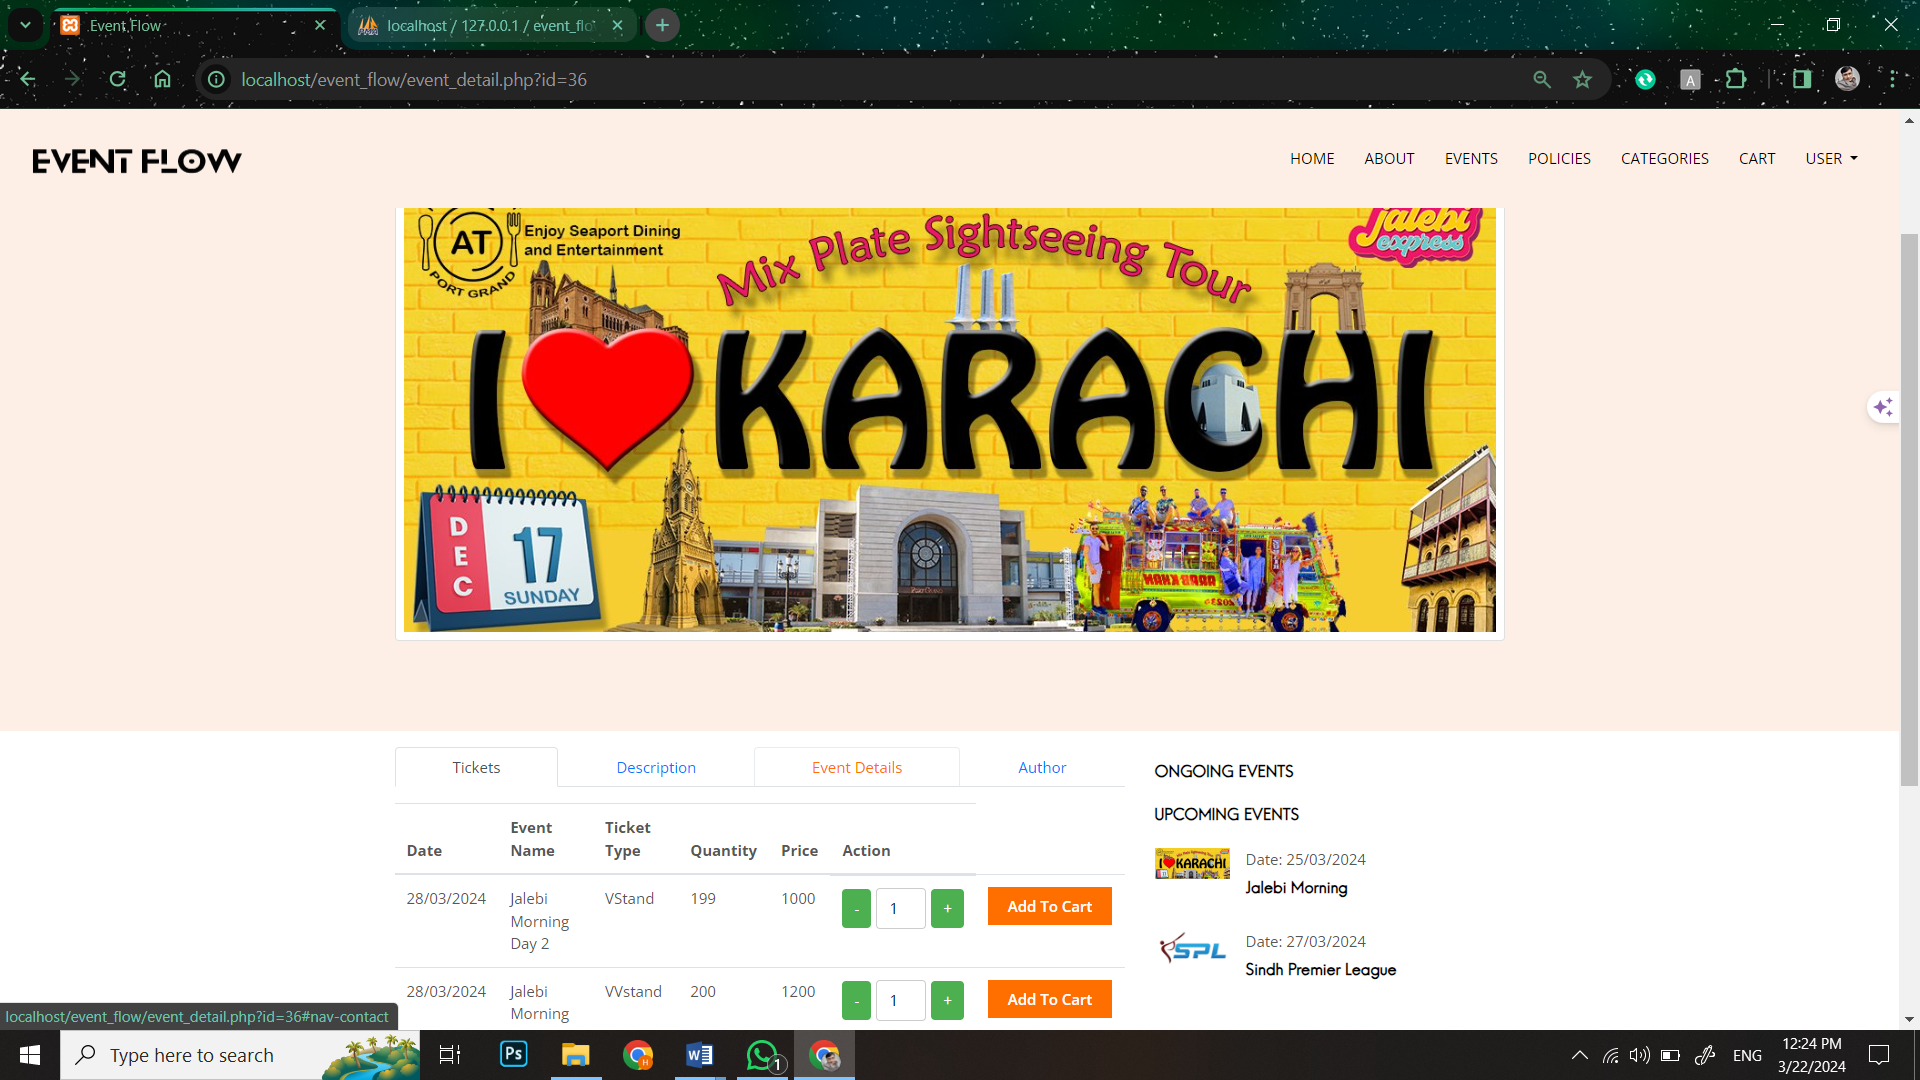 Event Flow
localhost / 127.0.0.1 / event_flo
localhost/event_flow/event_detail.php?id=36
A
EVENT FLOW
HOME ABOUT EVENTS POLICIES CATEGORIES CART USER
AT
PORT GRAND
Enjoy Seaport Dining
and Entertainment
Mix Plate Sightseeing Tour
Jalebi
express
I KARACHI
DEC
17
SUNDAY
Tickets Description Event Details Author
Date Event Name Ticket Type Quantity Price Action
28/03/2024 Jalebi Morning Day 2 VStand 199 1000 - 1 + Add To Cart
28/03/2024 Jalebi Morning VVstand 200 1200 - 1 + Add To Cart
ONGOING EVENTS
UPCOMING EVENTS
I KARACHI
Date: 25/03/2024
Jalebi Morning
SPL
Date: 27/03/2024
Sindh Premier League
localhost/event_flow/event_detail.php?id=36#nav-contact
Type here to search
Ps
1
ENG
12:24 PM
3/22/2024